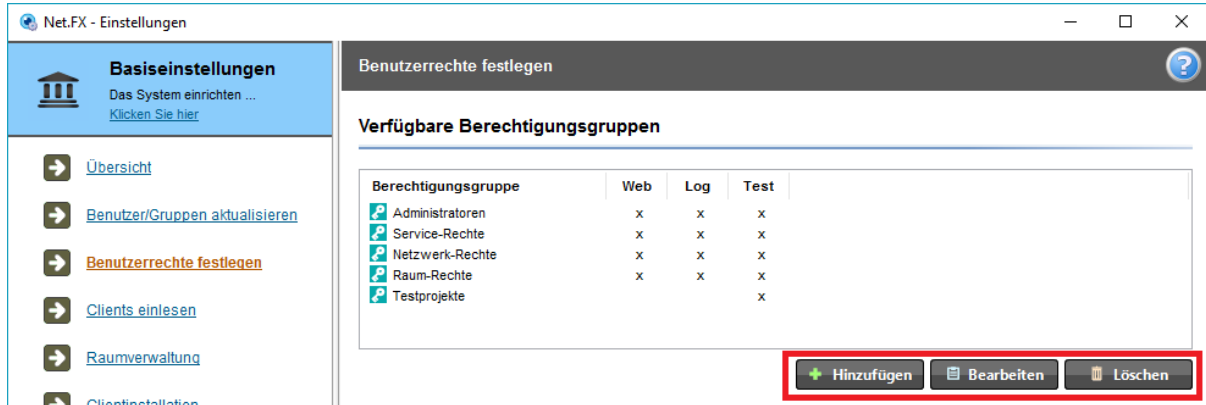 Net.FX - Einstellungen
Basiseinstellungen
Das System einrichten ...
Klicken Sie hier
Übersicht
Benutzer/Gruppen aktualisieren
Benutzerrechte festlegen
Clients einlesen
Raumverwaltung
Clientinstallation
Benutzerrechte festlegen
?
Verfügbare Berechtigungsgruppen
Berechtigungsgruppe Web Log Test
Administratoren x x x
Service-Rechte x x x
Netzwerk-Rechte x x x
Raum-Rechte x x x
Testprojekte x
Hinzufügen Bearbeiten Löschen